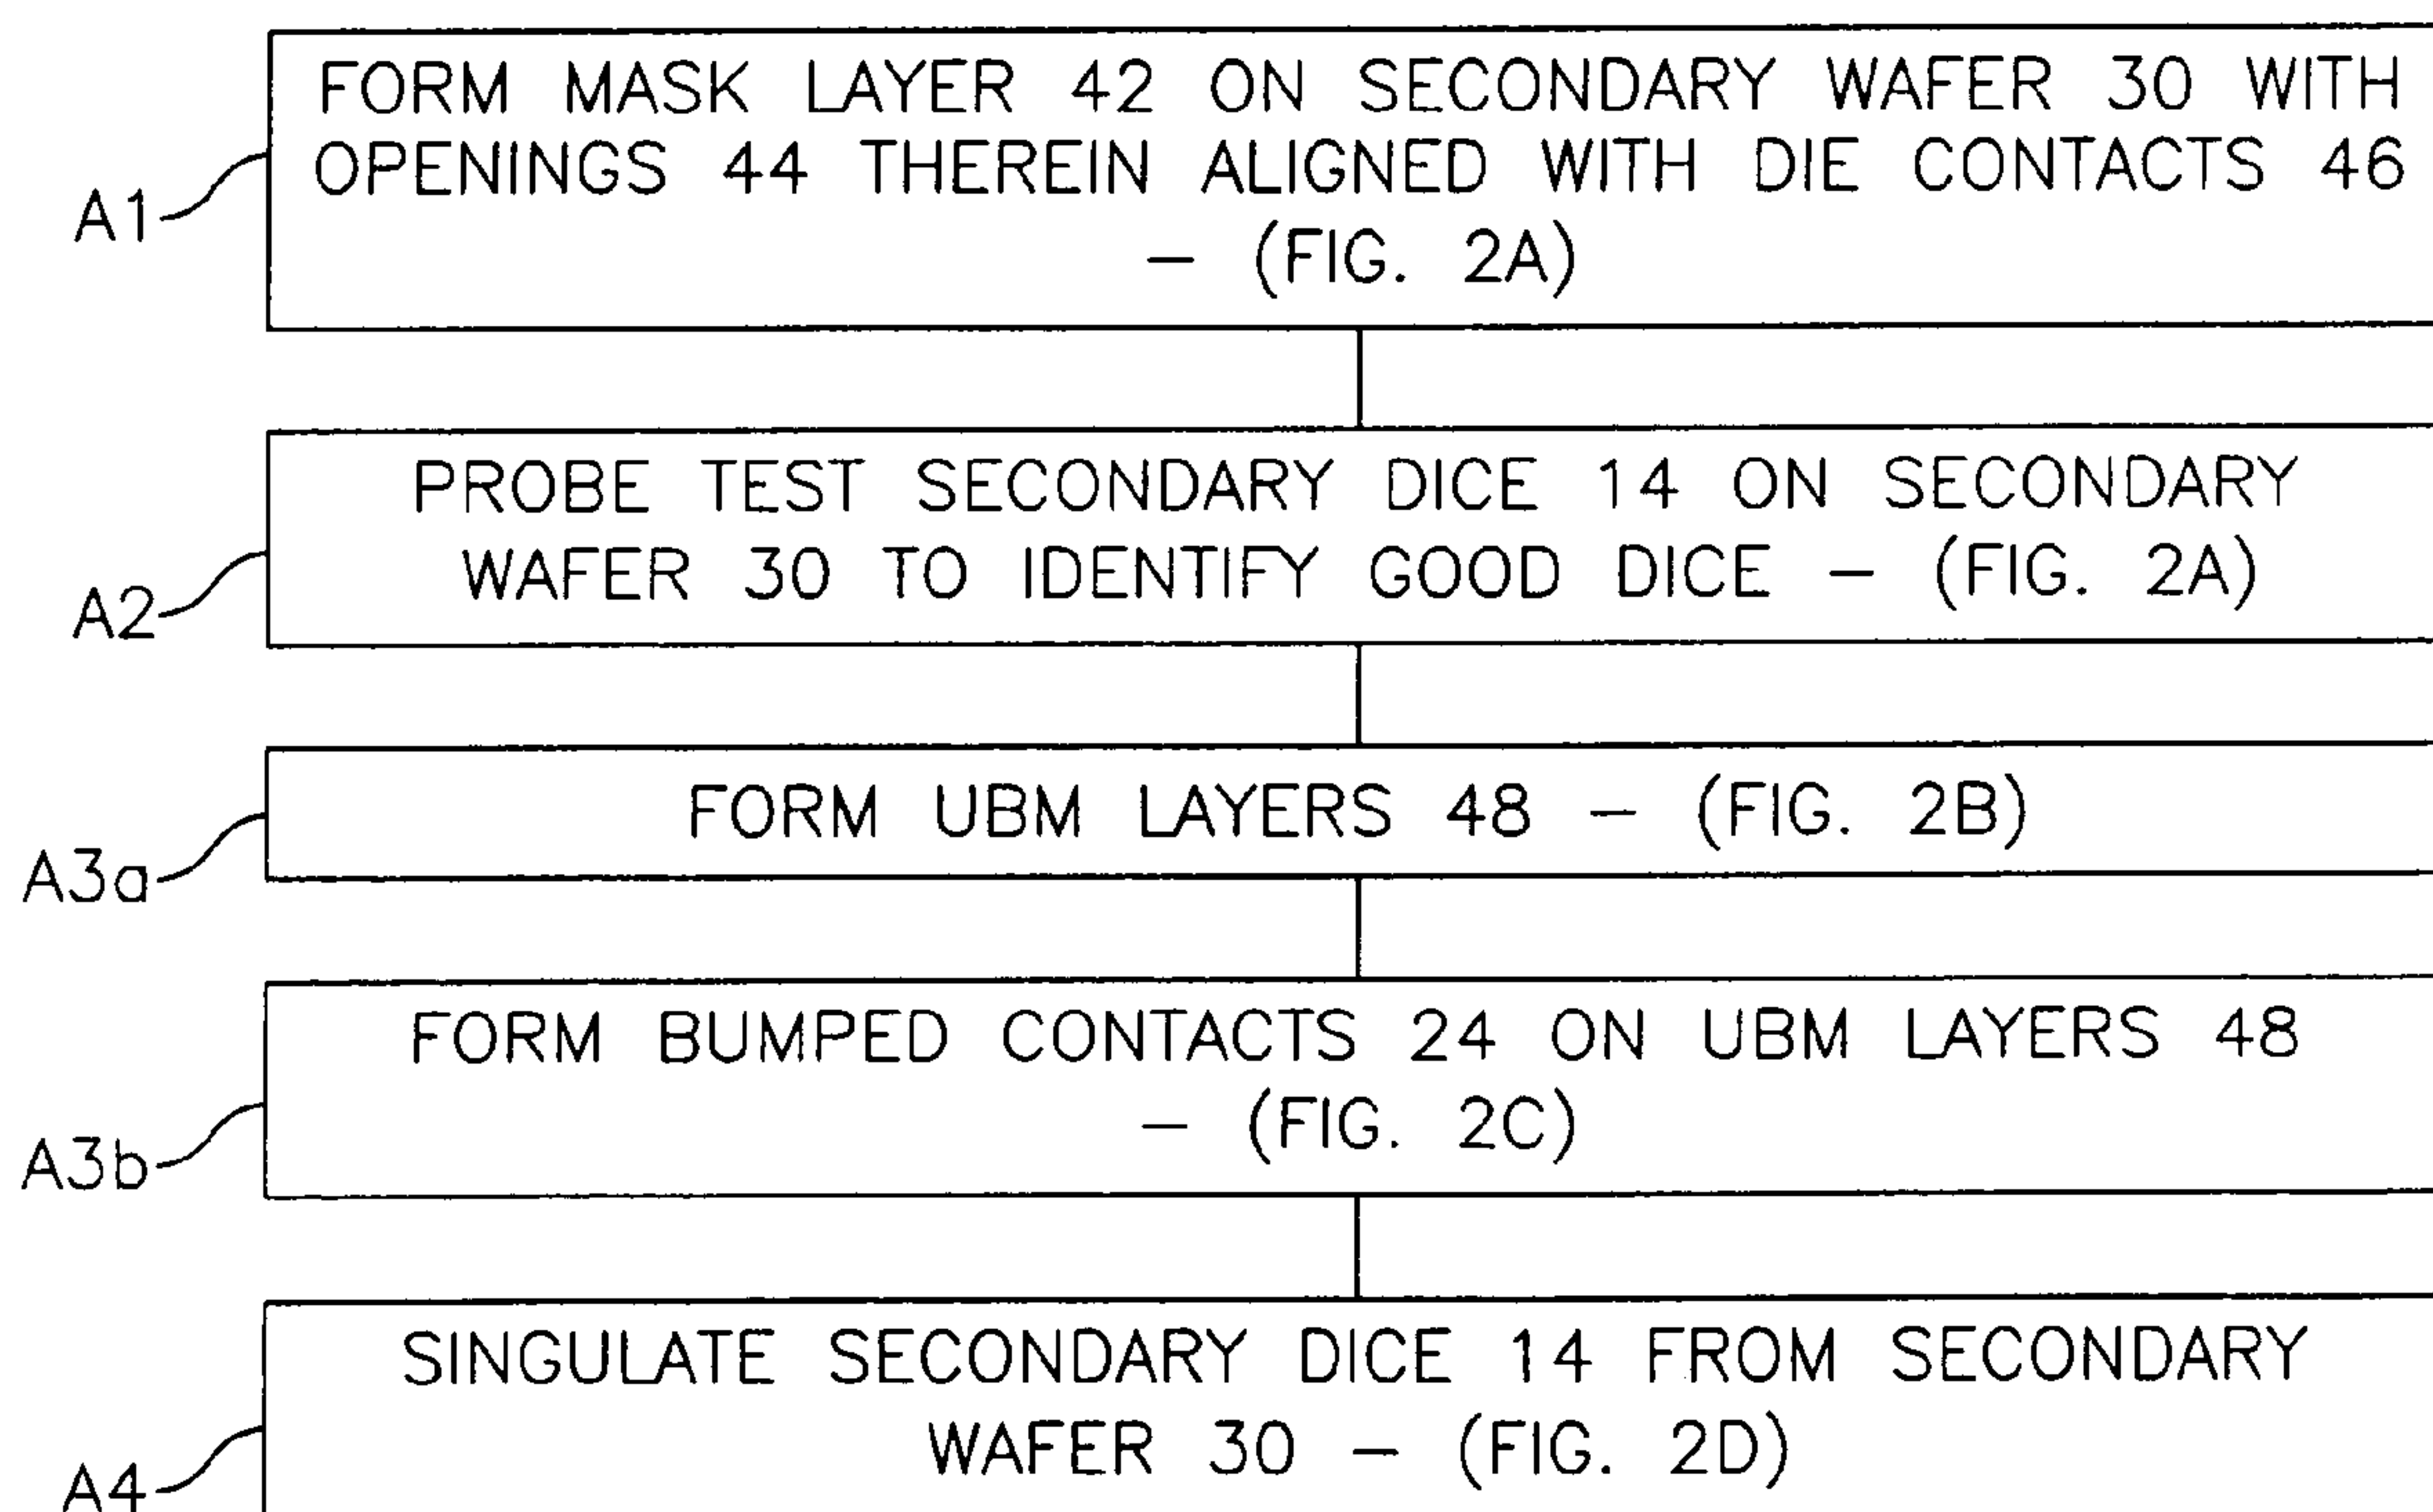 FORM MASK LAYER 42 ON SECONDARY WAFER 30 WITH
OPENINGS 44 THEREIN ALIGNED WITH DIE CONTACTS 46
– (FIG. 2A)
A1
PROBE TEST SECONDARY DICE 14 ON SECONDARY
WAFER 30 TO IDENTIFY GOOD DICE – (FIG. 2A)
A2
FORM UBM LAYERS 48 – (FIG. 2B)
A3a
FORM BUMPED CONTACTS 24 ON UBM LAYERS 48
– (FIG. 2C)
A3b
SINGULATE SECONDARY DICE 14 FROM SECONDARY
WAFER 30 – (FIG. 2D)
A4